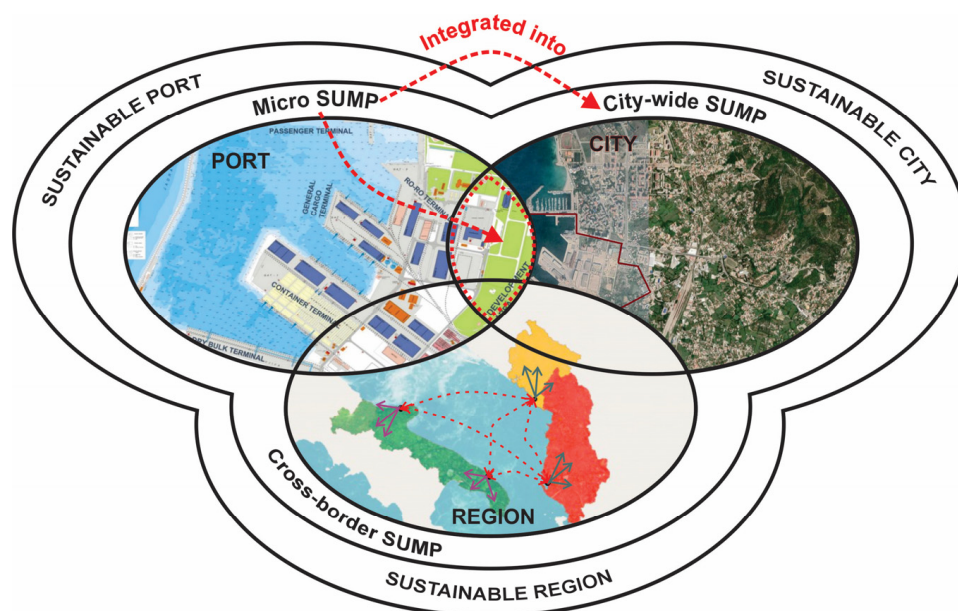 Integrated into
SUSTAINABLE PORT
SUSTAINABLE CITY
Micro SUMP
City-wide SUMP
PASSENGER TERMINAL
PORT
CITY
RO-RO TERMINAL
GENERAL
CARGO
TERMINAL
CONTAINER TERMINAL
DEVELOPMENT
DRY BULK TERMINAL
Cross-border SUMP
REGION
SUSTAINABLE REGION